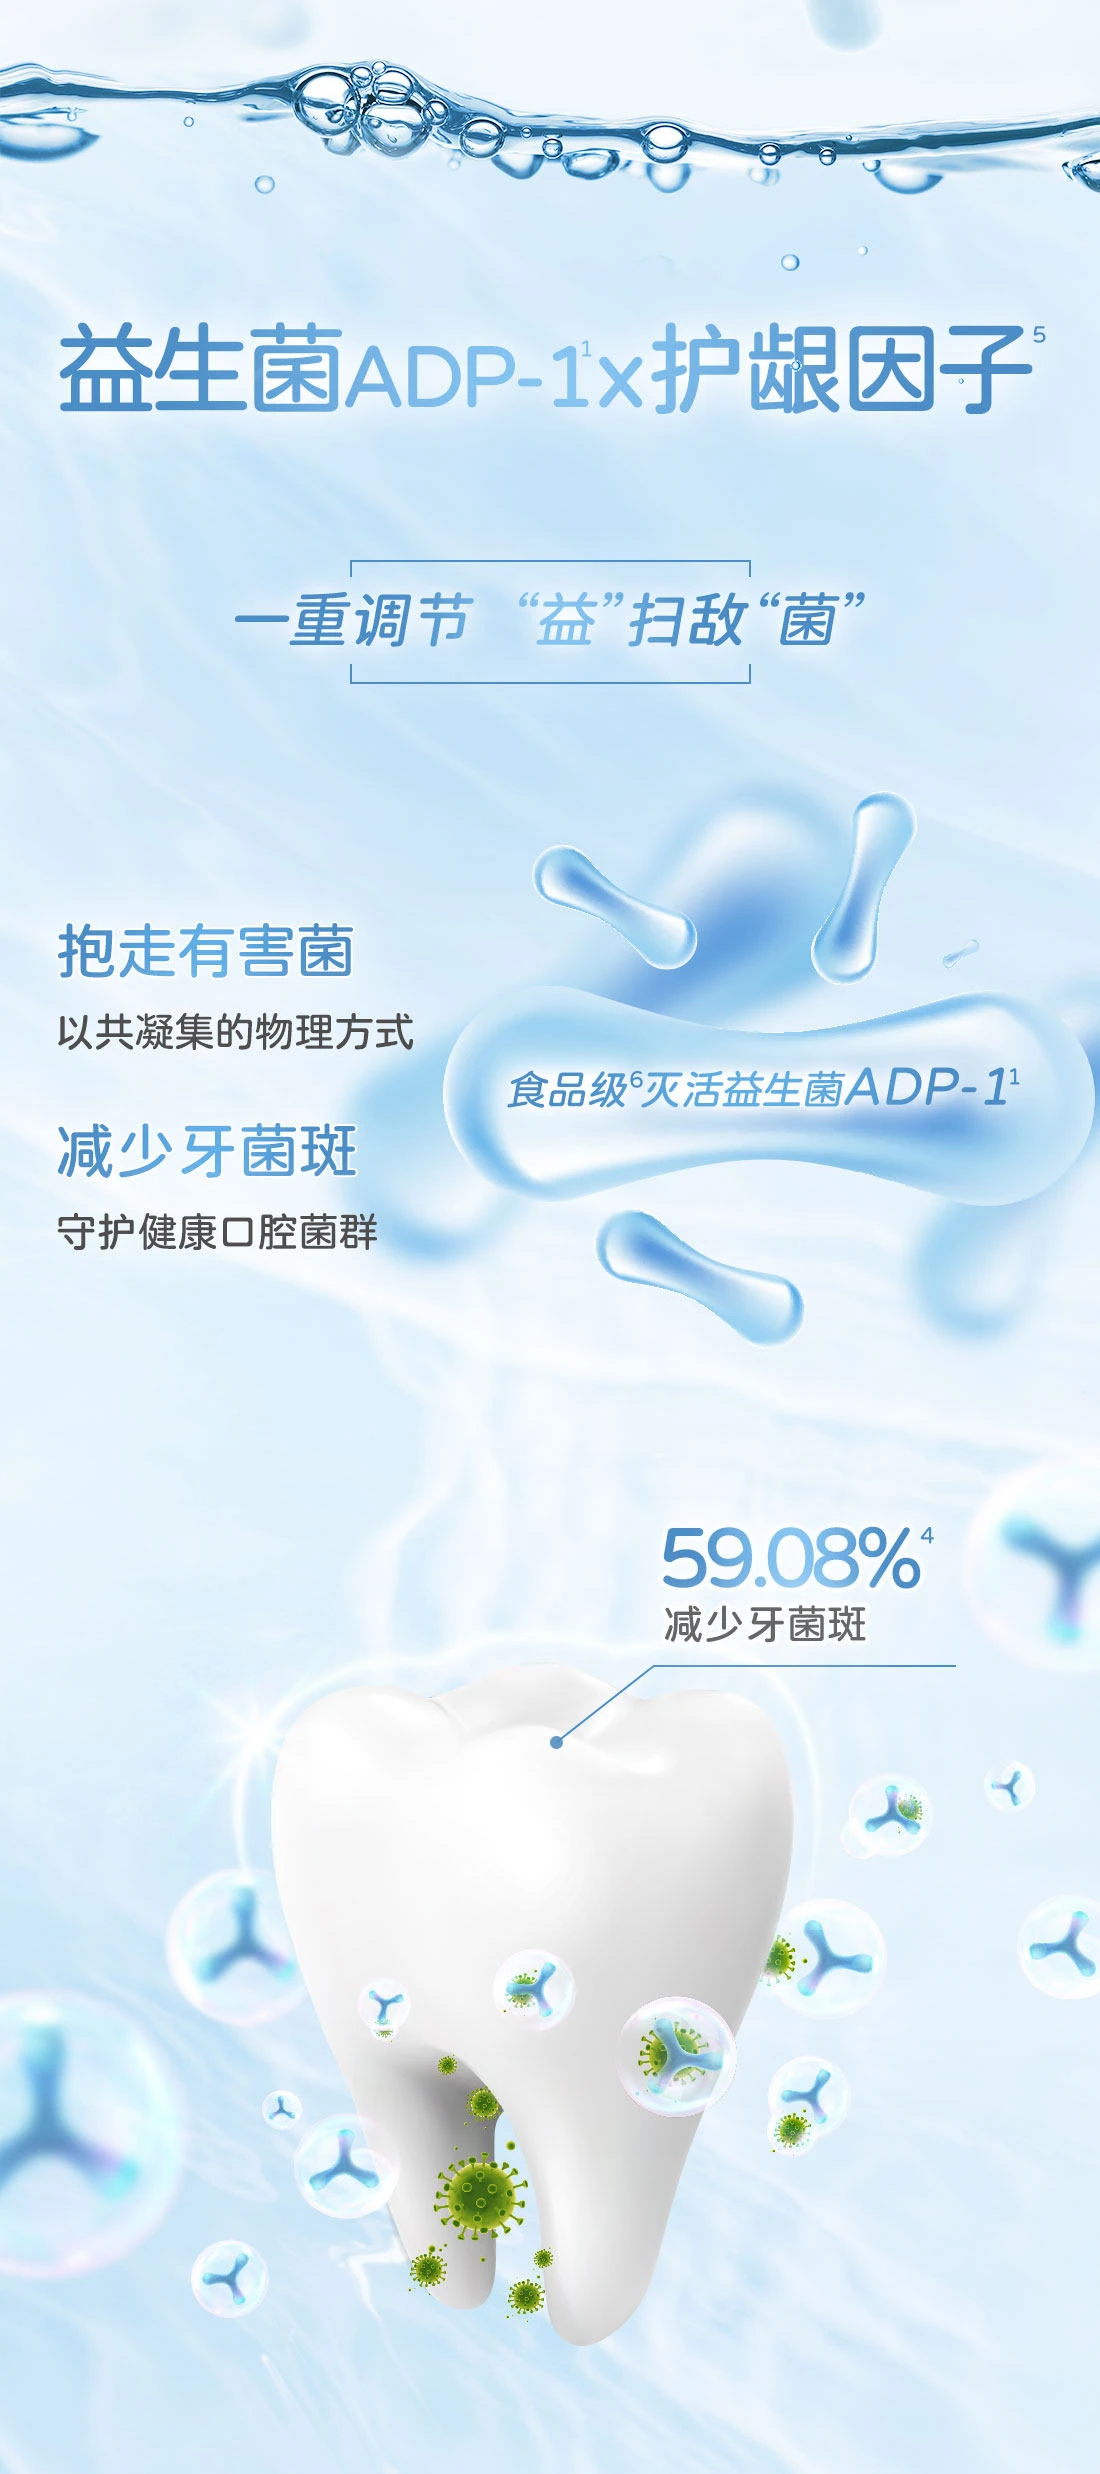 益生菌ADP-1¹x护龈因子⁵
一重调节 “益”扫敌“菌”
抱走有害菌
以共凝集的物理方式
食品级⁶灭活益生菌ADP-1¹
减少牙菌斑
守护健康口腔菌群
59.08%⁴
减少牙菌斑